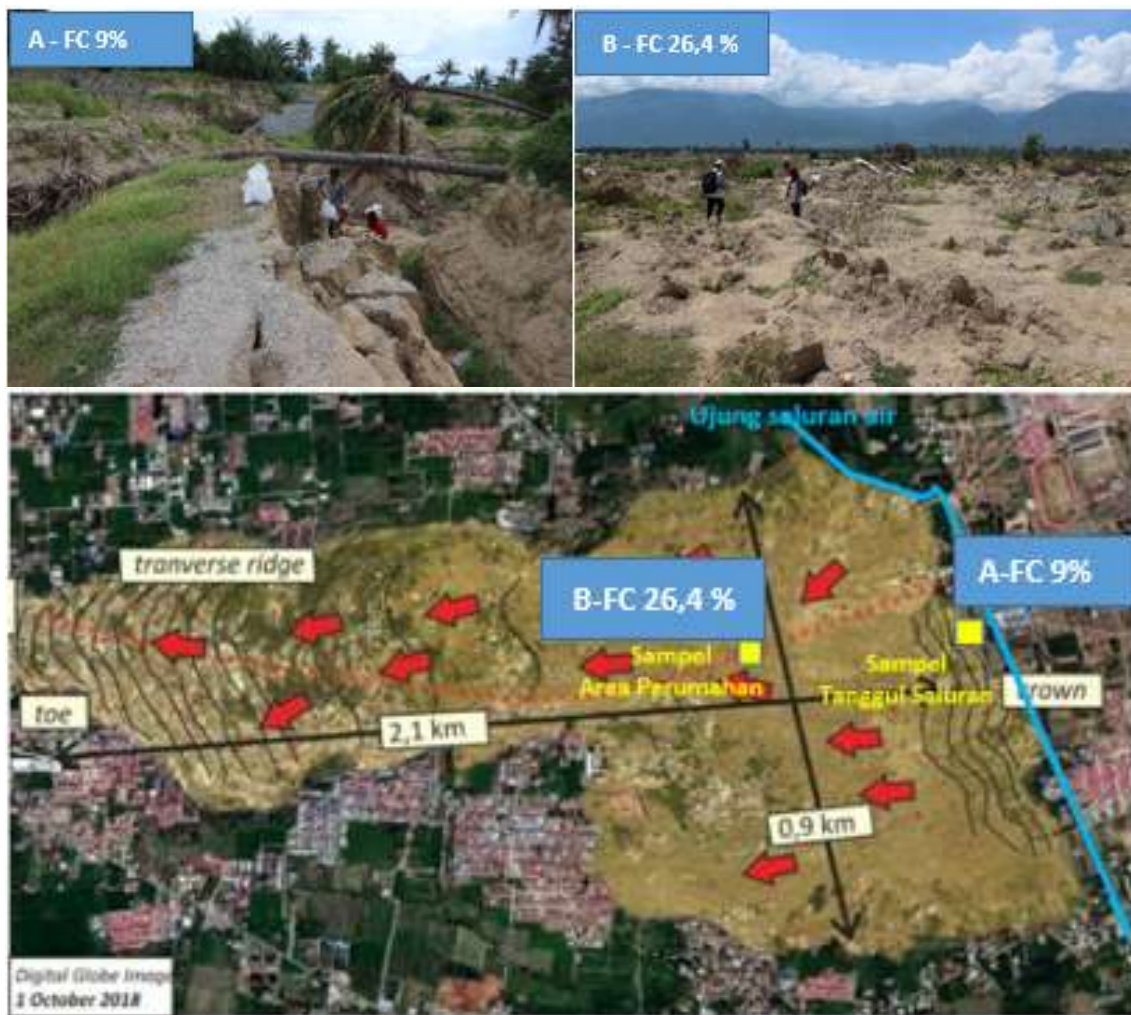 A - FC 9%
B - FC 26,4 %
Ujung saluran air
tranverse ridge
B-FC 26,4 %
A-FC 9%
Sampel
Area Perumahan
Sampel
Tanggul Saluran
crown
toe
2,1 km
0,9 km
Digital Globe Image
1 October 2018